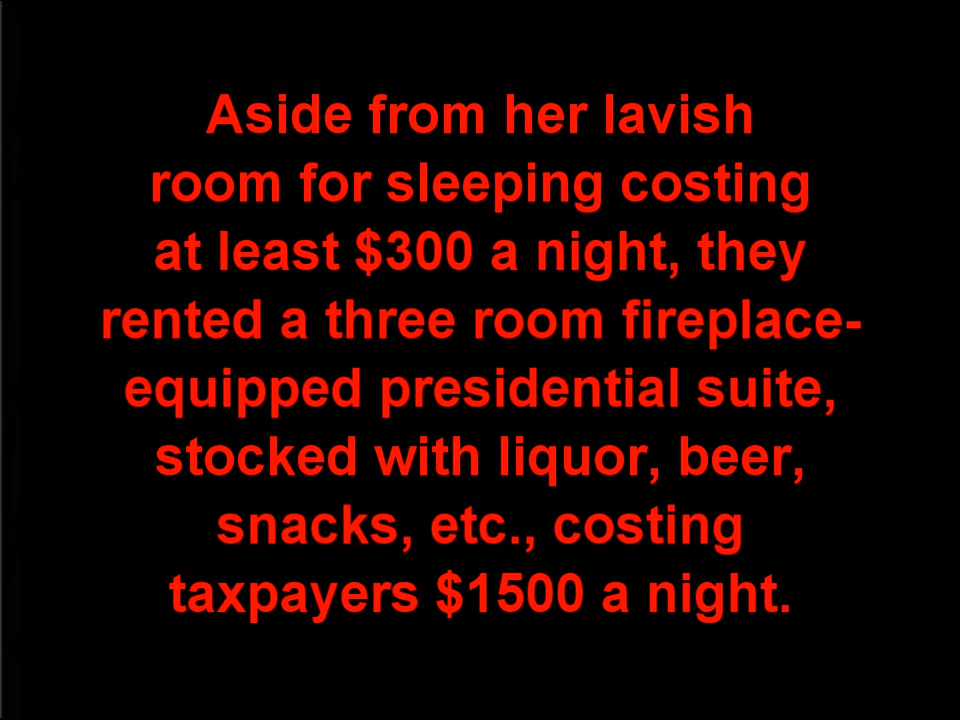 Aside from her lavish
room for sleeping costing
at least $300 a night, they
rented a three room fireplace-
equipped presidential suite,
stocked with liquor, beer,
snacks, etc., costing
taxpayers $1500 a night.